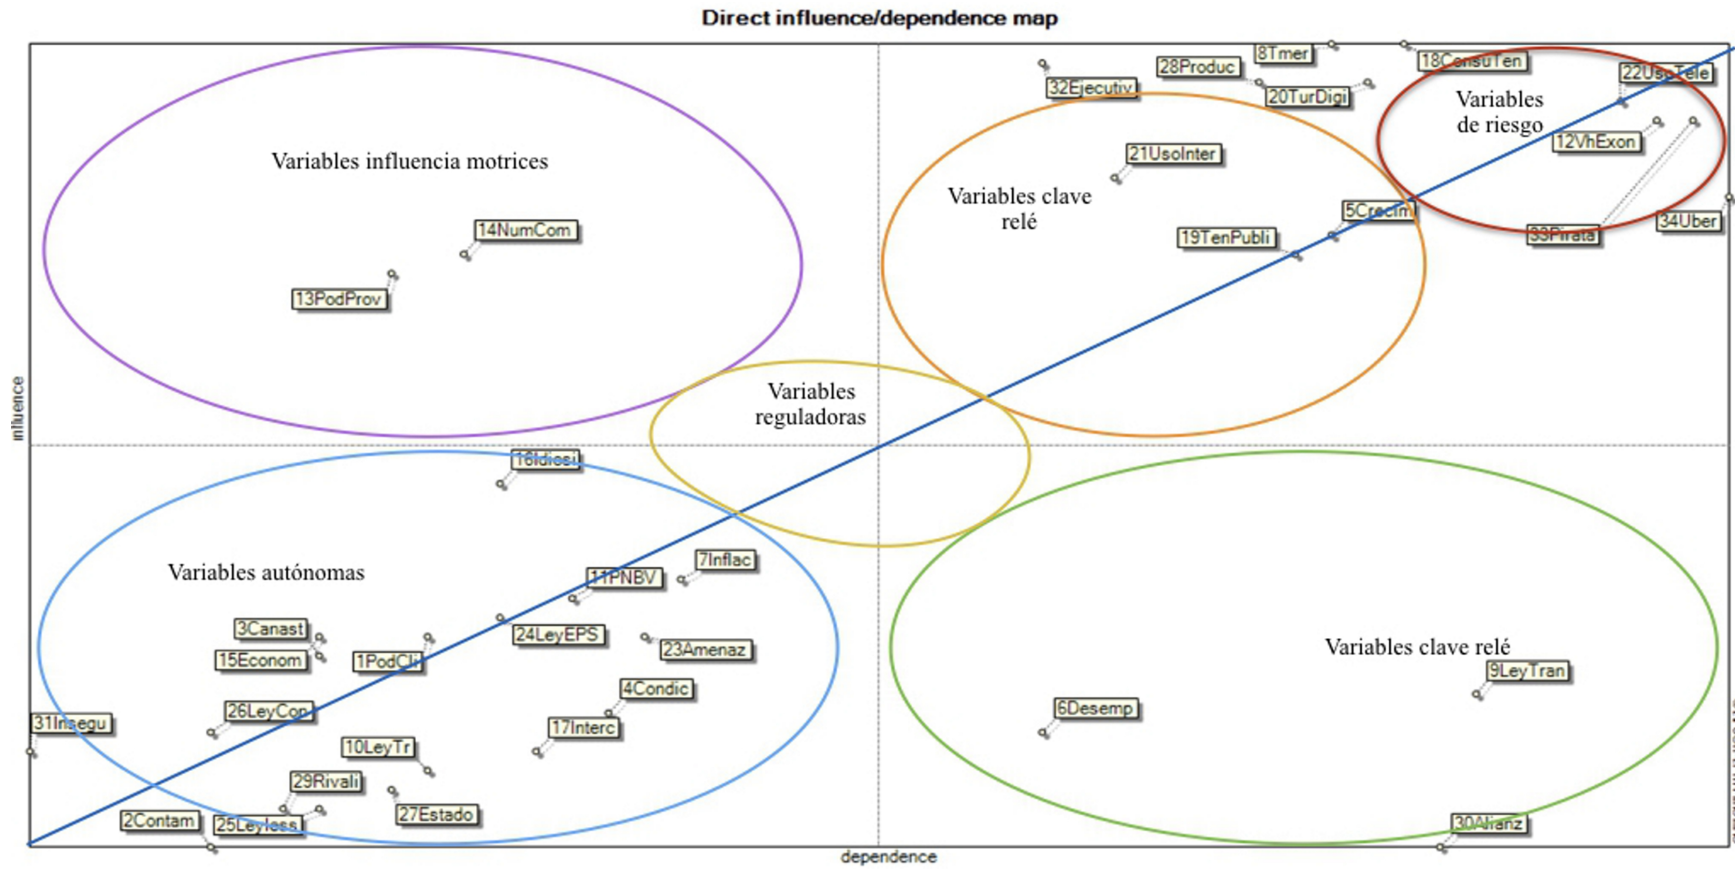 Direct influence/dependence map
8Tmer
18ConsuTen
28Produc
22UsoTele
32Ejecutiv
20TurDigi
Variables
de riesgo
12VhExon
21UsoInter
Variables influencia motrices
Variables clave
relé
5Crecim
34Uber
14NumCom
19TenPubli
33Pirata
13PodProv
influence
Variables
reguladoras
16Idiosi
7Inflac
Variables autónomas
11PNBV
3Canast
24LeyEPS
15Econom
1PodCli
23Amenaz
Variables clave relé
9LeyTran
4Condic
26LeyCon
6Desemp
31Insegu
17Interc
10LeyTr
29Rivali
27Estado
2Contam
25LeyIess
30Alianz
dependence